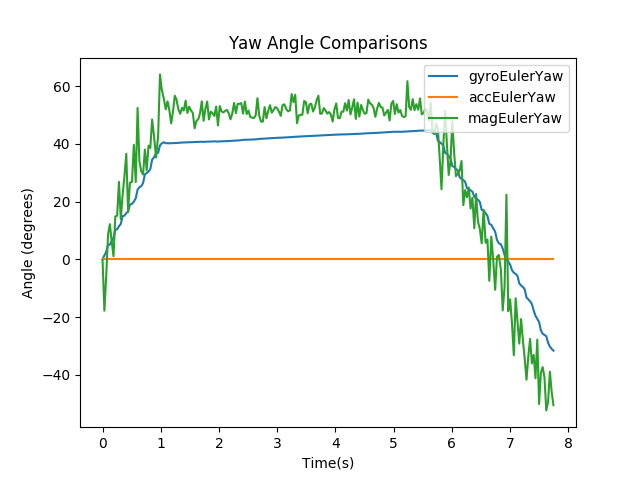 Yaw Angle Comparisons
gyroEulerYaw
accEulerYaw
magEulerYaw
Angle (degrees)
60
40
20
0
−20
−40
0 1 2 3 4 5 6 7 8
Time(s)